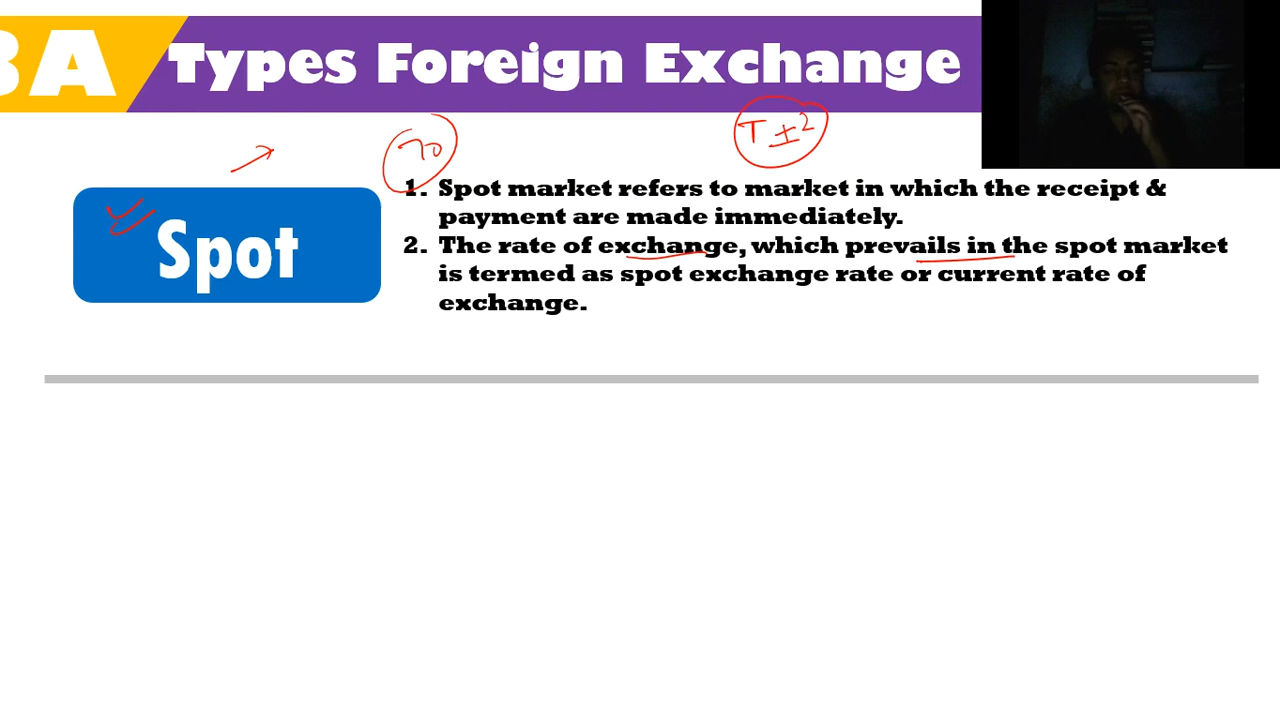 3A Types Foreign Exchange
70
T ± 2
Spot
1. Spot market refers to market in which the receipt &
payment are made immediately.
2. The rate of exchange, which prevails in the spot market
is termed as spot exchange rate or current rate of
exchange.